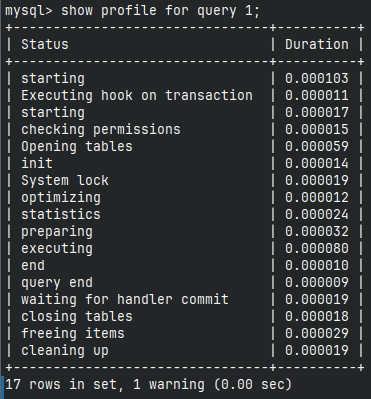 mysql> show profile for query 1;
+--------------------------------+----------+
| Status                         | Duration |
+--------------------------------+----------+
| starting                       | 0.000103 |
| Executing hook on transaction  | 0.000011 |
| starting                       | 0.000017 |
| checking permissions           | 0.000015 |
| Opening tables                 | 0.000059 |
| init                           | 0.000014 |
| System lock                    | 0.000019 |
| optimizing                     | 0.000012 |
| statistics                     | 0.000024 |
| preparing                      | 0.000032 |
| executing                      | 0.000080 |
| end                            | 0.000010 |
| query end                      | 0.000009 |
| waiting for handler commit     | 0.000019 |
| closing tables                 | 0.000018 |
| freeing items                  | 0.000029 |
| cleaning up                    | 0.000019 |
+--------------------------------+----------+
17 rows in set, 1 warning (0.00 sec)